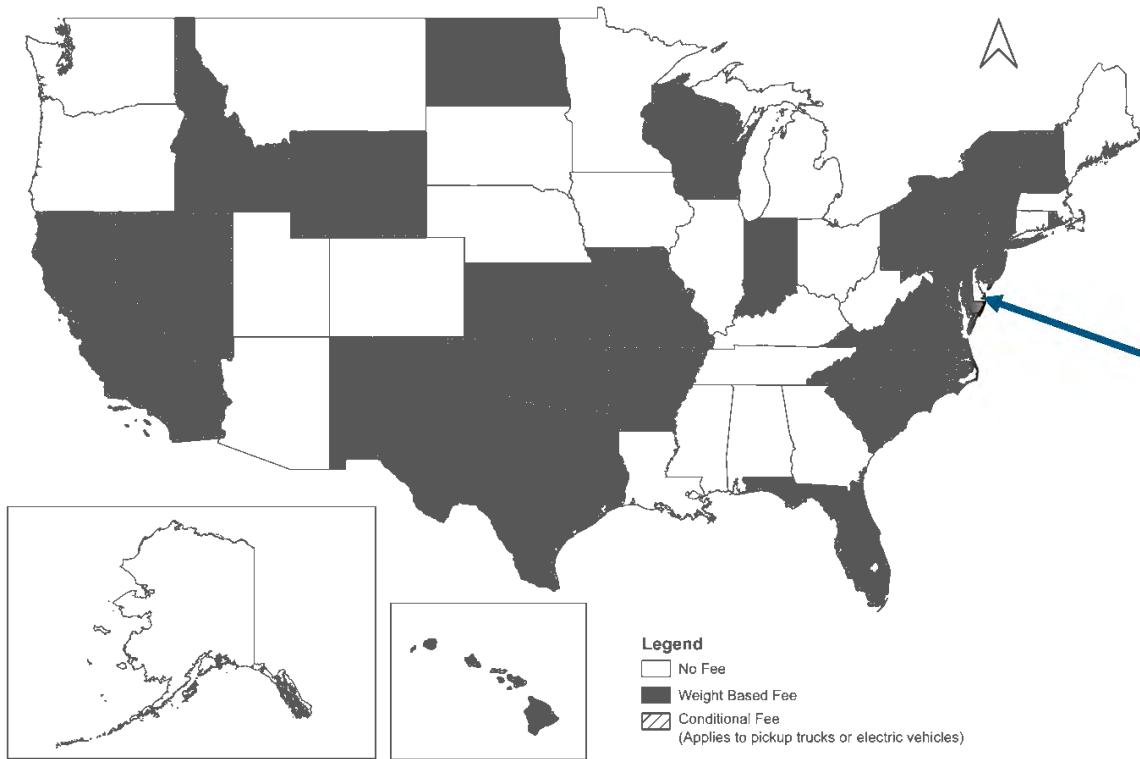 Legend
No Fee
Weight Based Fee
Conditional Fee
(Applies to pickup trucks or electric vehicles)